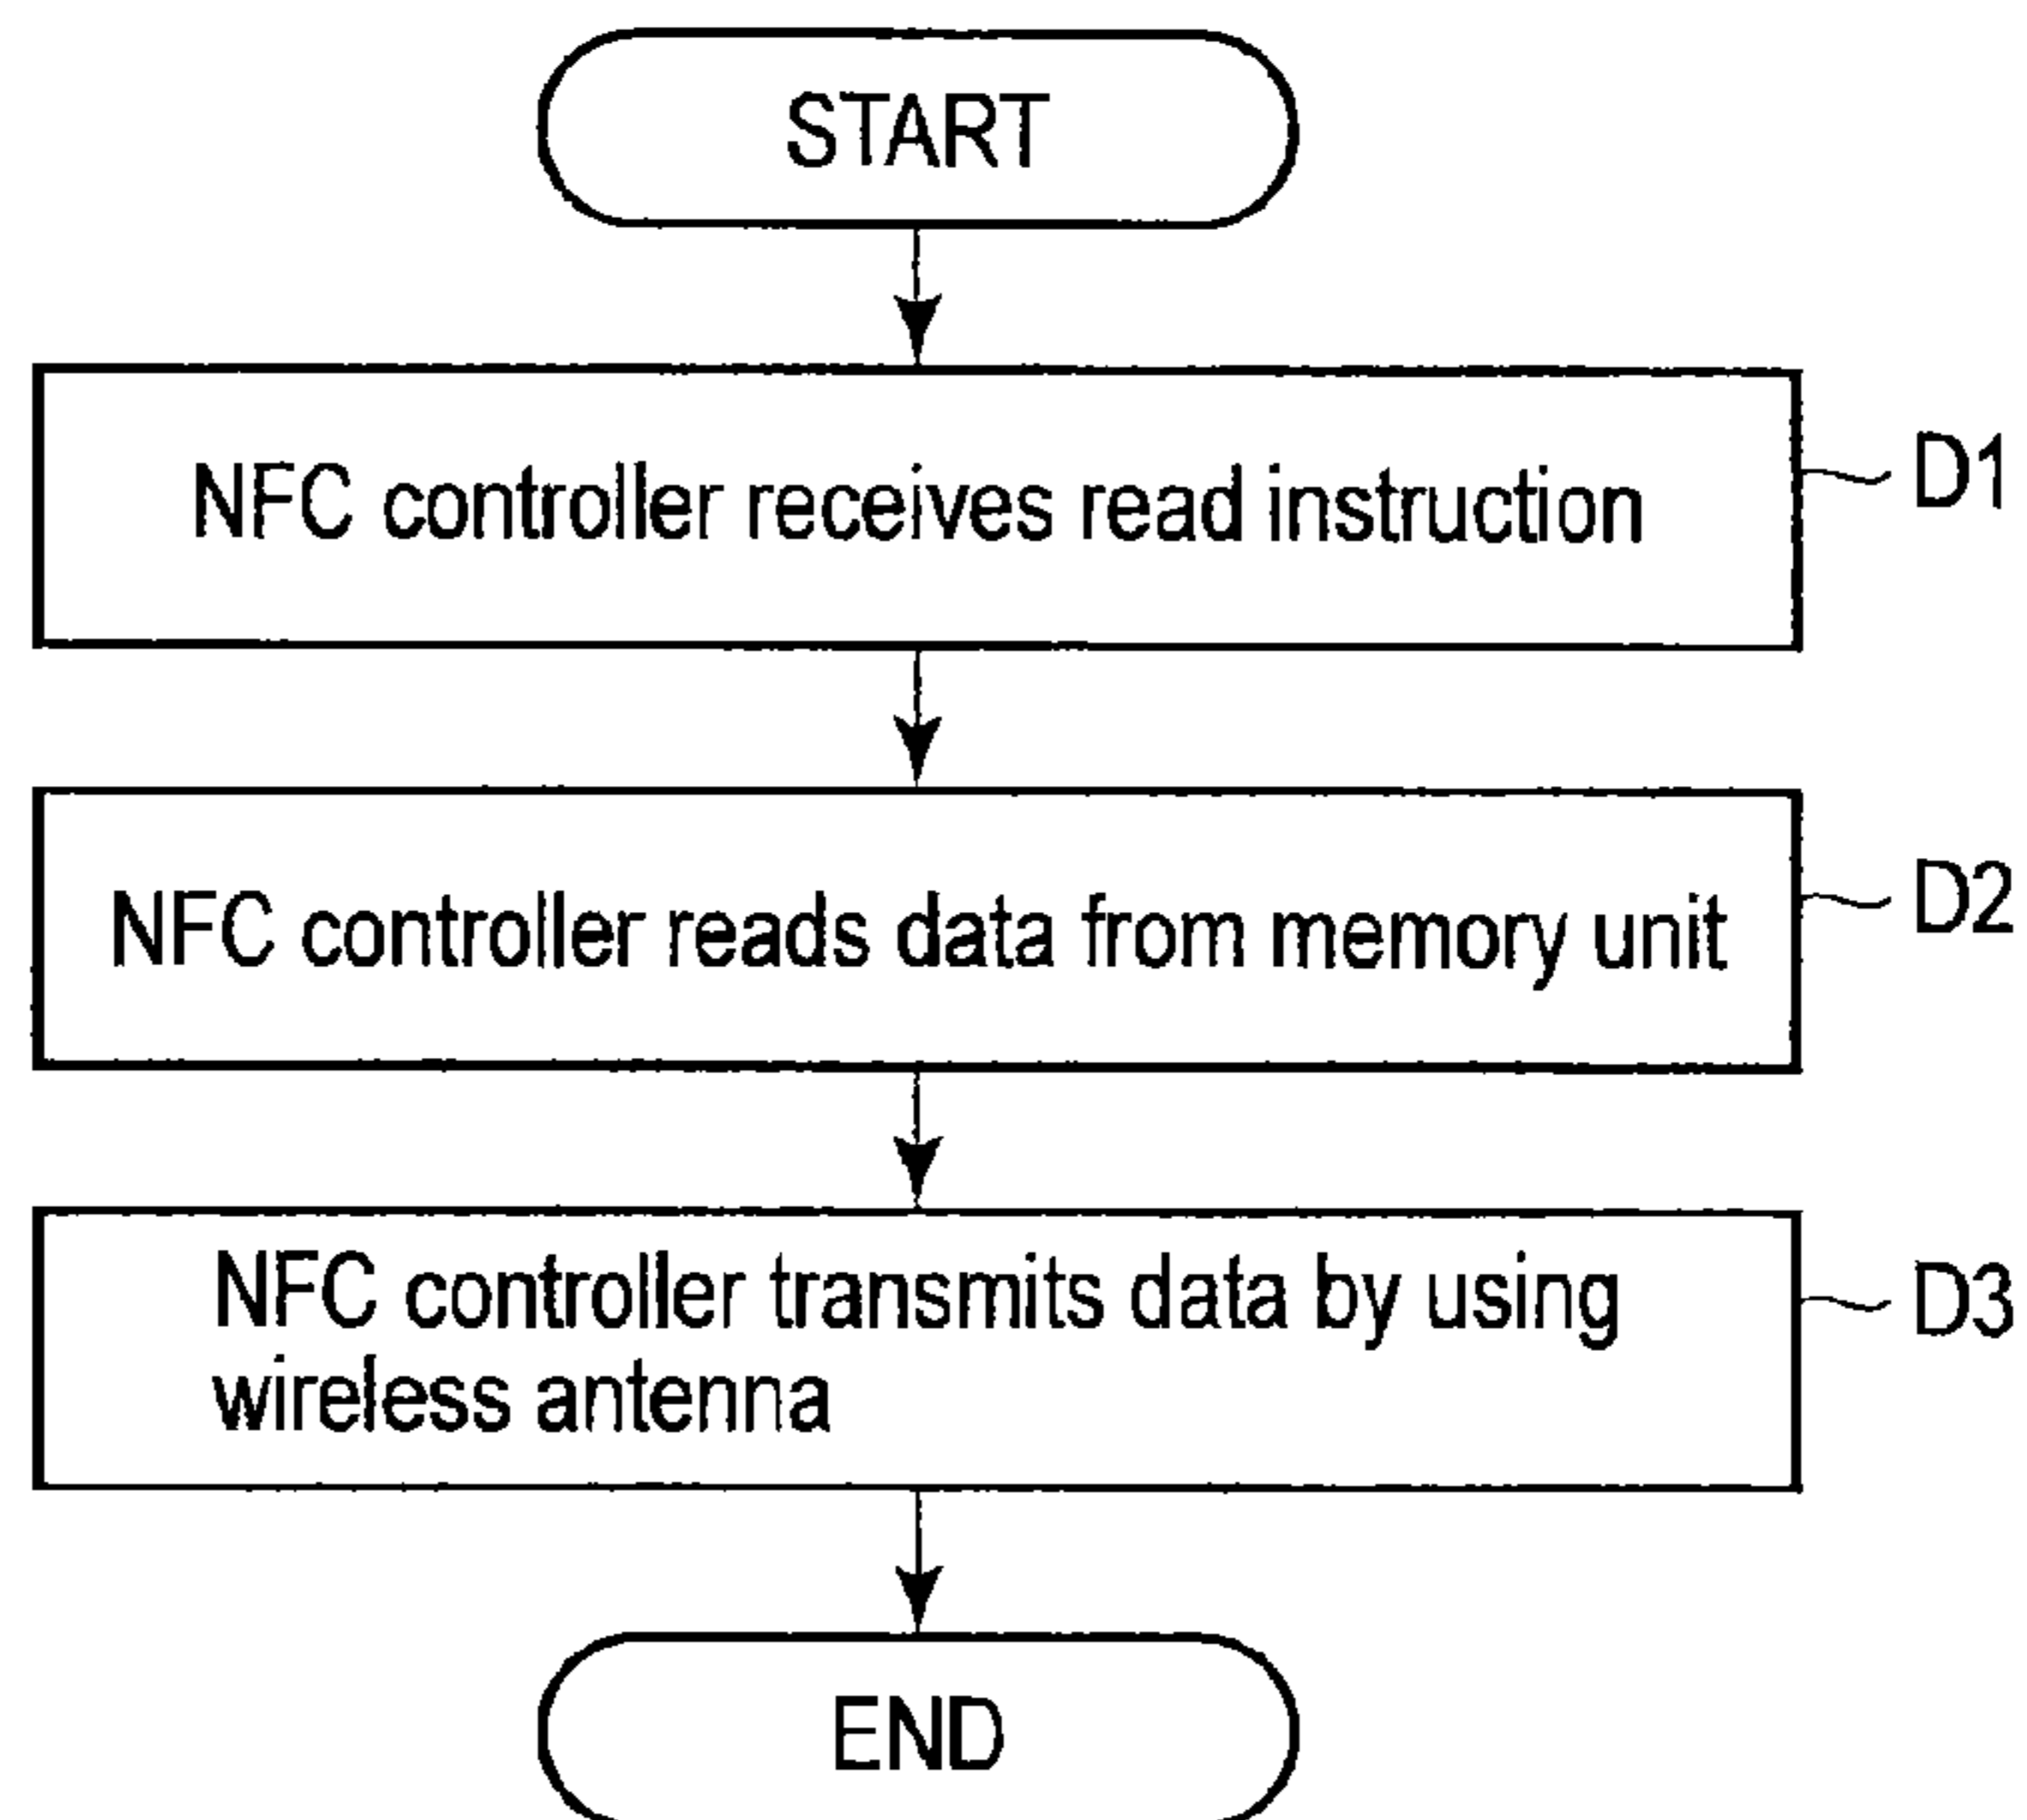 START
NFC controller receives read instruction
D1
NFC controller reads data from memory unit
D2
NFC controller transmits data by using
wireless antenna
D3
END